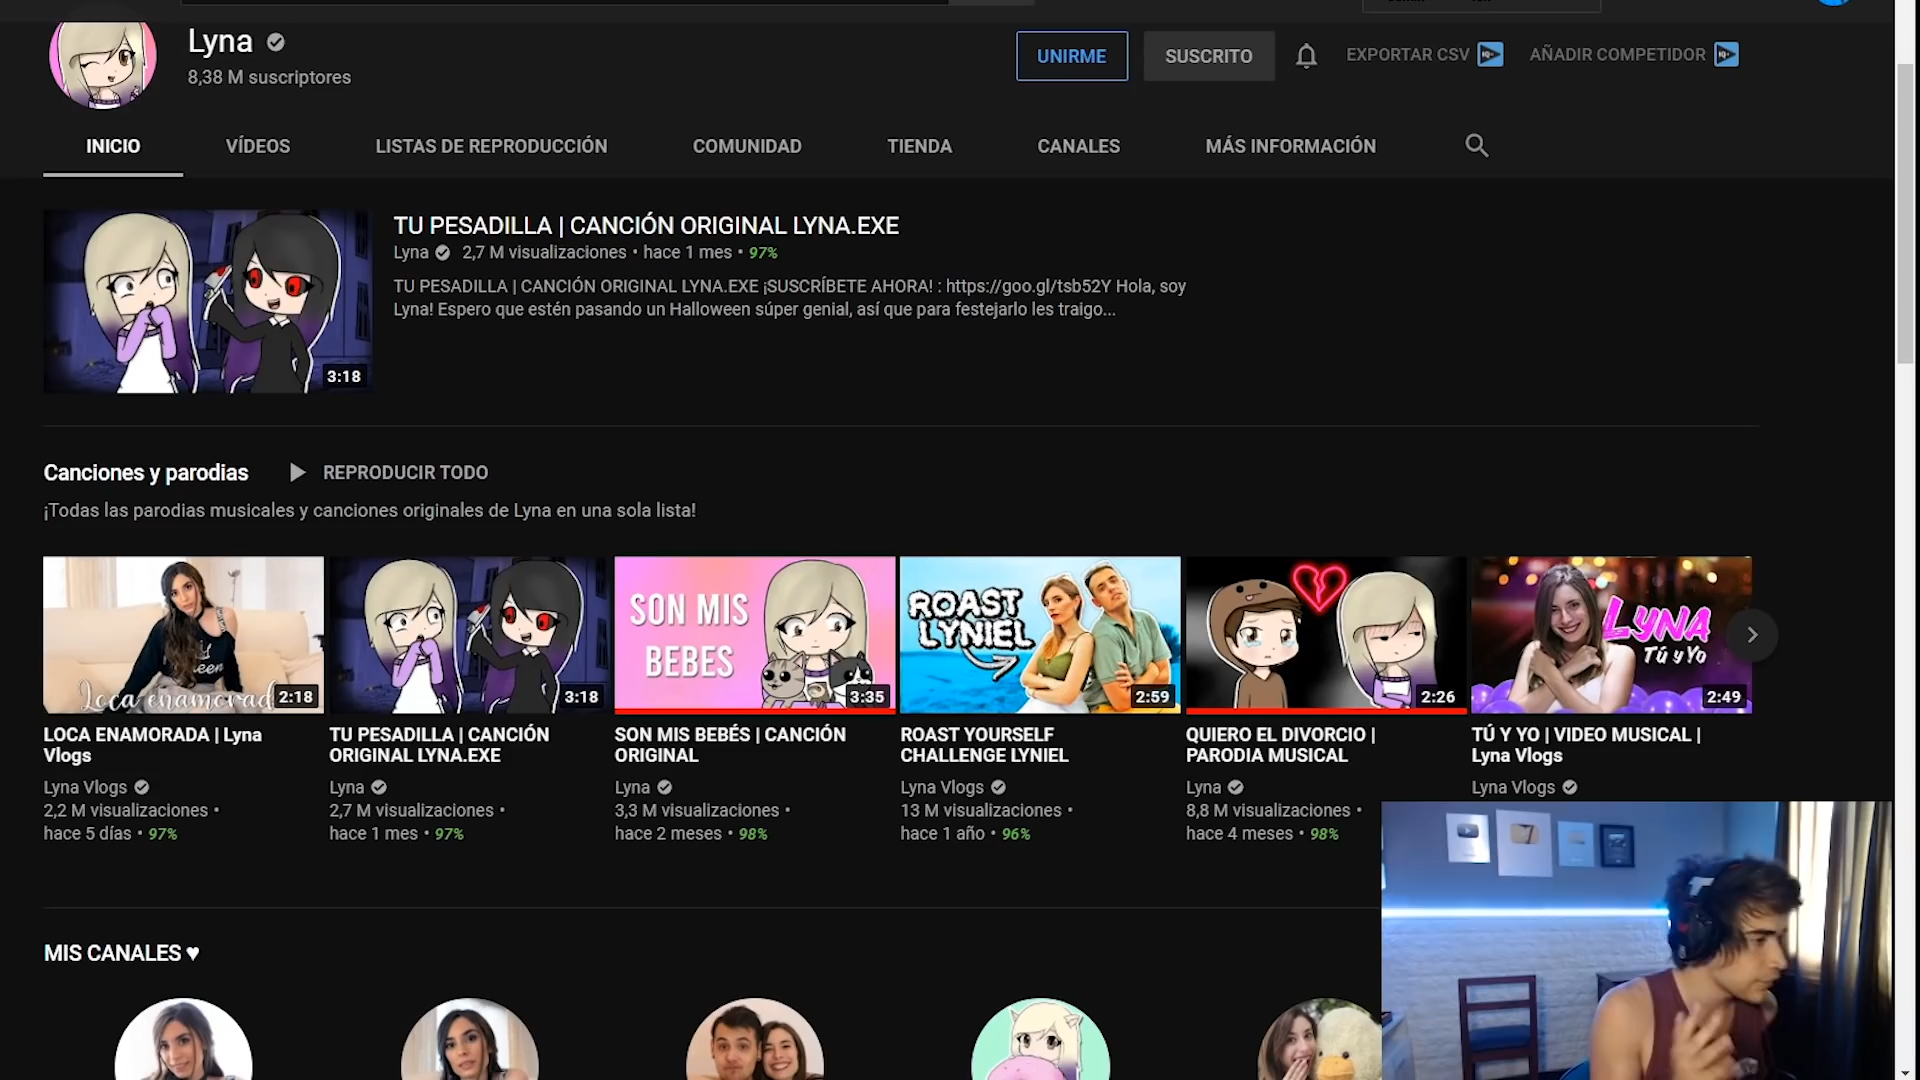 Lyna
8,38 M suscriptores
UNIRME
SUSCRITO
EXPORTAR CSV
AÑADIR COMPETIDOR
INICIO
VÍDEOS
LISTAS DE REPRODUCCIÓN
COMUNIDAD
TIENDA
CANALES
MÁS INFORMACIÓN
3:18
TU PESADILLA | CANCIÓN ORIGINAL LYNA.EXE
Lyna 2,7 M visualizaciones • hace 1 mes • 97%
TU PESADILLA | CANCIÓN ORIGINAL LYNA.EXE ¡SUSCRÍBETE AHORA! : https://goo.gl/tsb52Y Hola, soy
Lyna! Espero que estén pasando un Halloween súper genial, así que para festejarlo les traigo...
Canciones y parodias
REPRODUCIR TODO
¡Todas las parodias musicales y canciones originales de Lyna en una sola lista!
Loca enamorad
2:18
LOCA ENAMORADA | Lyna
Vlogs
Lyna Vlogs
2,2 M visualizaciones •
hace 5 días • 97%
3:18
TU PESADILLA | CANCIÓN
ORIGINAL LYNA.EXE
Lyna
2,7 M visualizaciones •
hace 1 mes • 97%
SON MIS
BEBES
3:35
SON MIS BEBÉS | CANCIÓN
ORIGINAL
Lyna
3,3 M visualizaciones •
hace 2 meses • 98%
ROAST
LYNIEL
2:59
ROAST YOURSELF
CHALLENGE LYNIEL
Lyna Vlogs
13 M visualizaciones •
hace 1 año • 96%
2:26
QUIERO EL DIVORCIO |
PARODIA MUSICAL
Lyna
8,8 M visualizaciones •
hace 4 meses • 98%
LYNA
Tú y Yo
2:49
TÚ Y YO | VIDEO MUSICAL |
Lyna Vlogs
Lyna Vlogs
MIS CANALES ♥